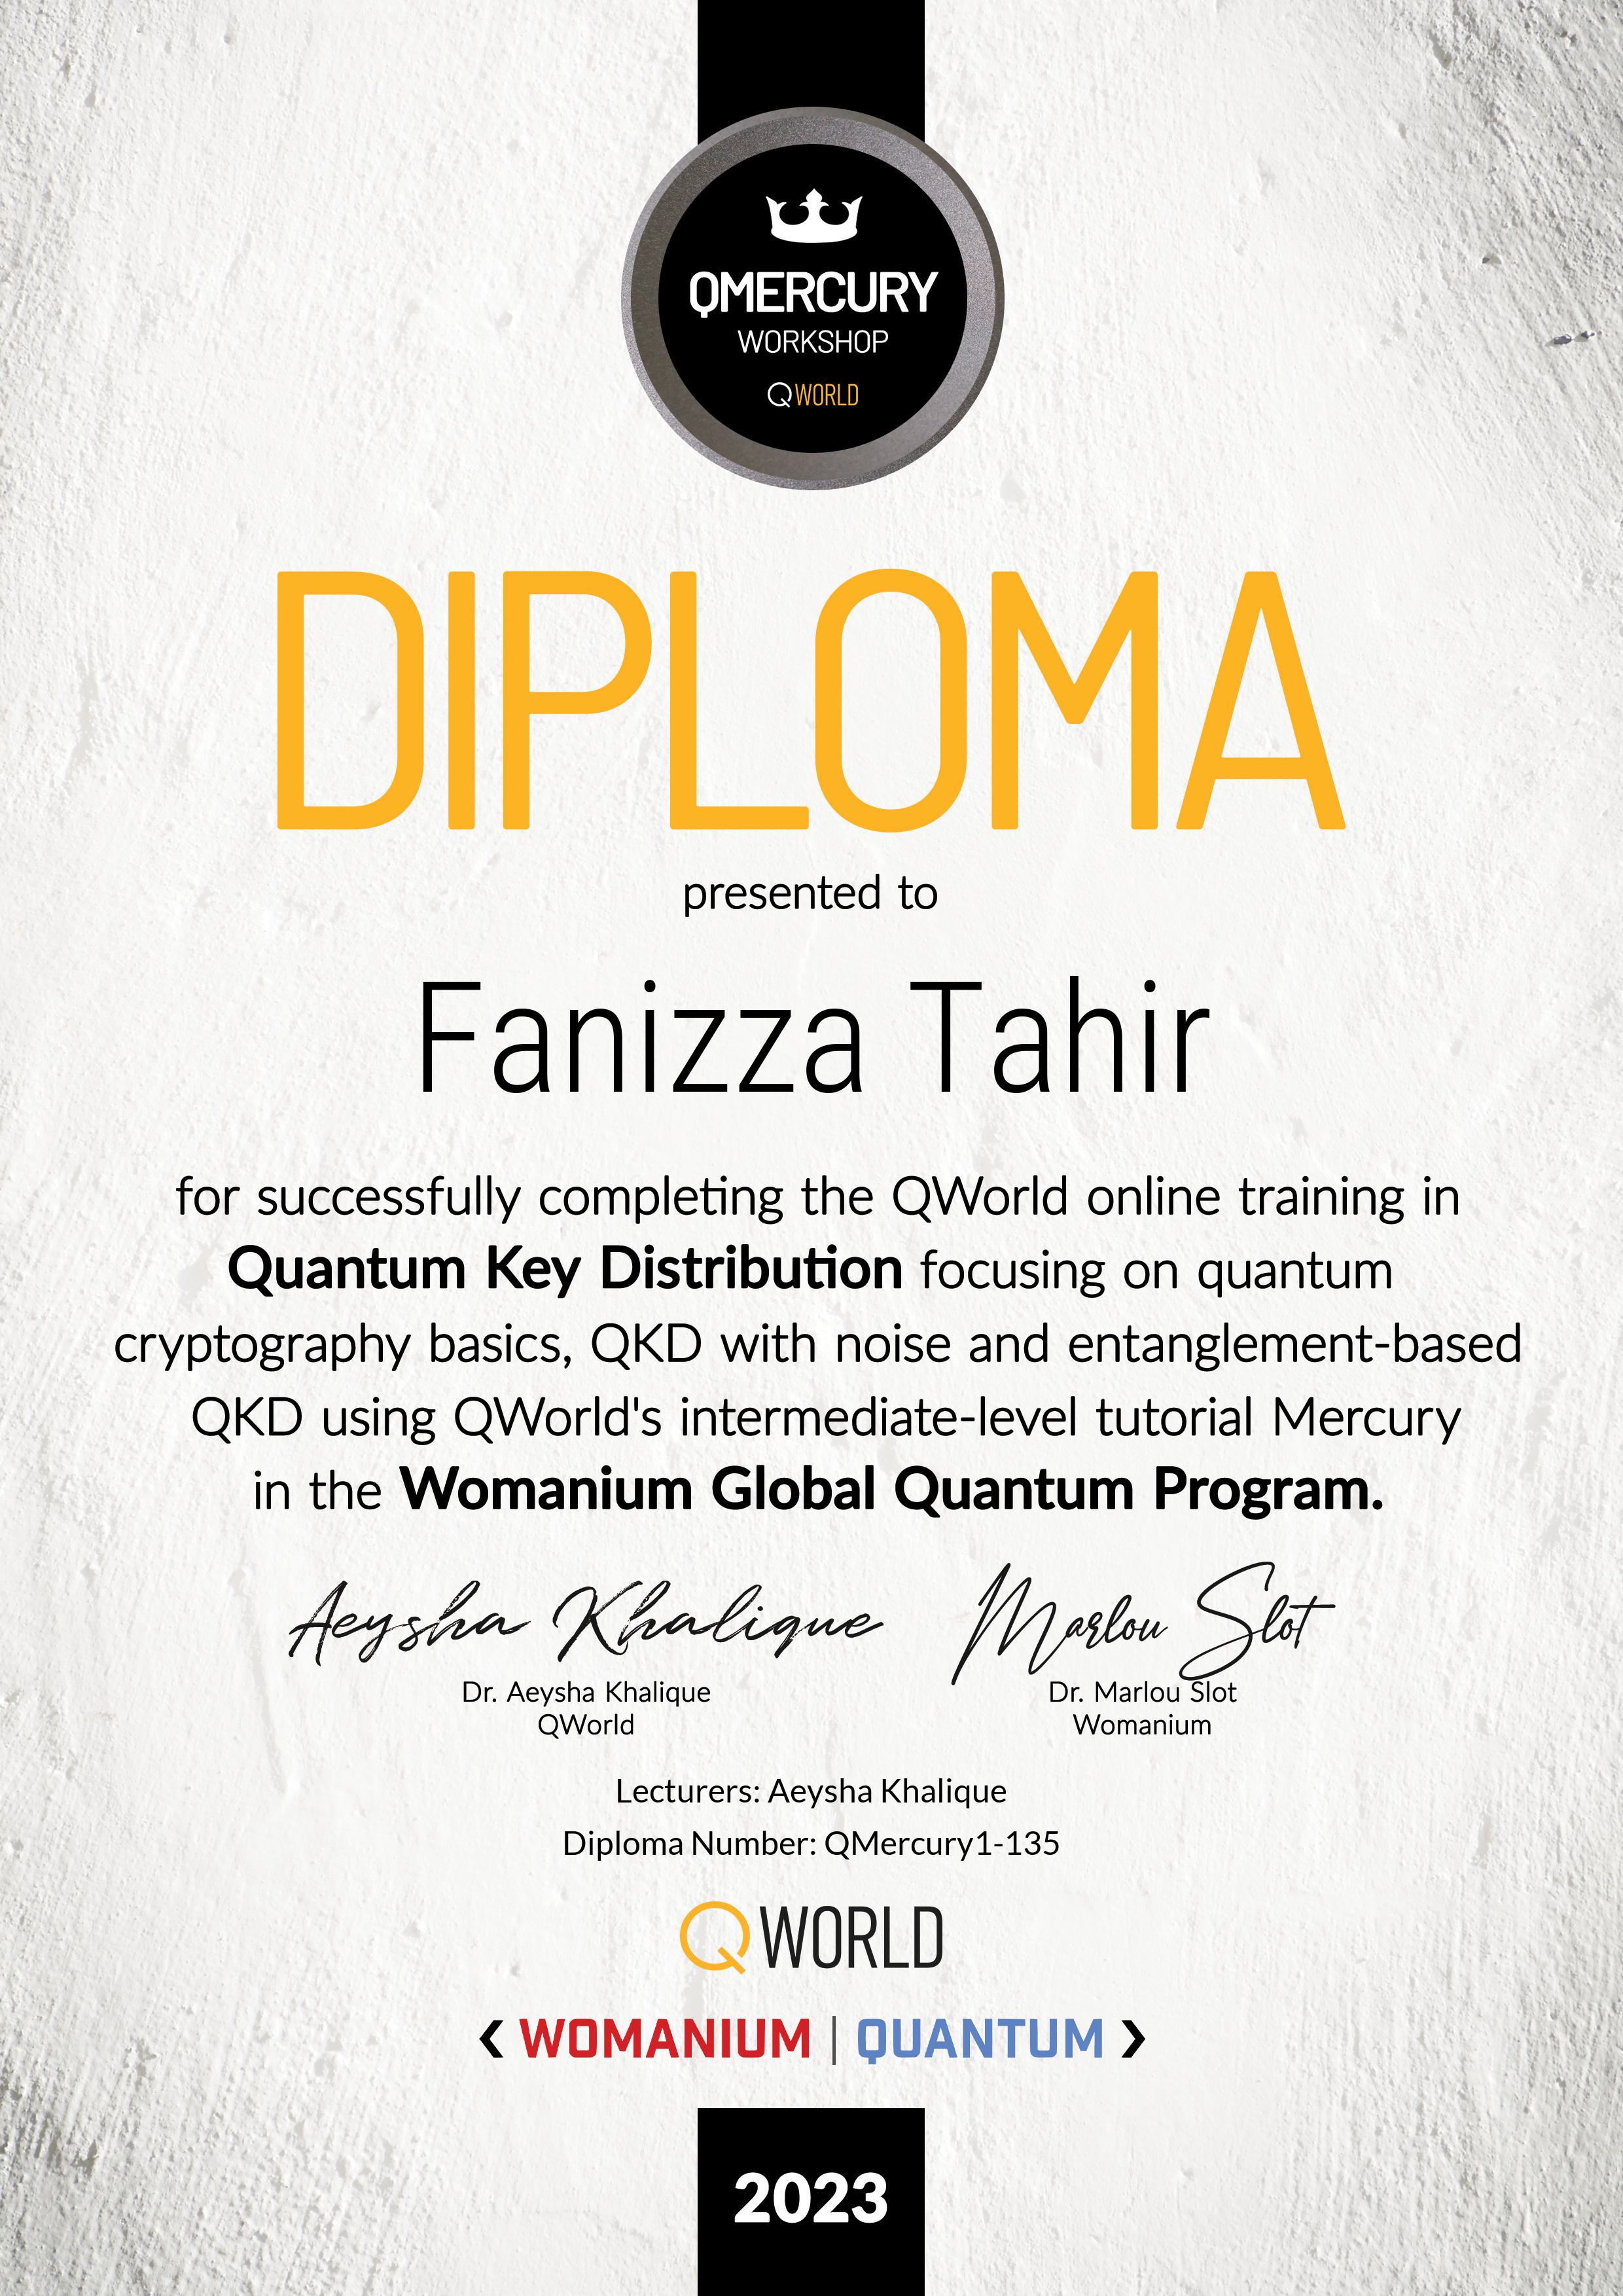 QMERCURY
WORKSHOP
QWORLD
DIPLOMA
presented to
Fanizza Tahir
for successfully completing the QWorld online training in
Quantum Key Distribution focusing on quantum
cryptography basics, QKD with noise and entanglement-based
QKD using QWorld's intermediate-level tutorial Mercury
in the Womanium Global Quantum Program.
Aeysha Khalique Marlou Slot
Dr. Aeysha Khalique Dr. Marlou Slot
QWorld Womanium
Lecturers: Aeysha Khalique
Diploma Number: QMercury1-135
QWORLD
‹ WOMANIUM | QUANTUM ›
2023